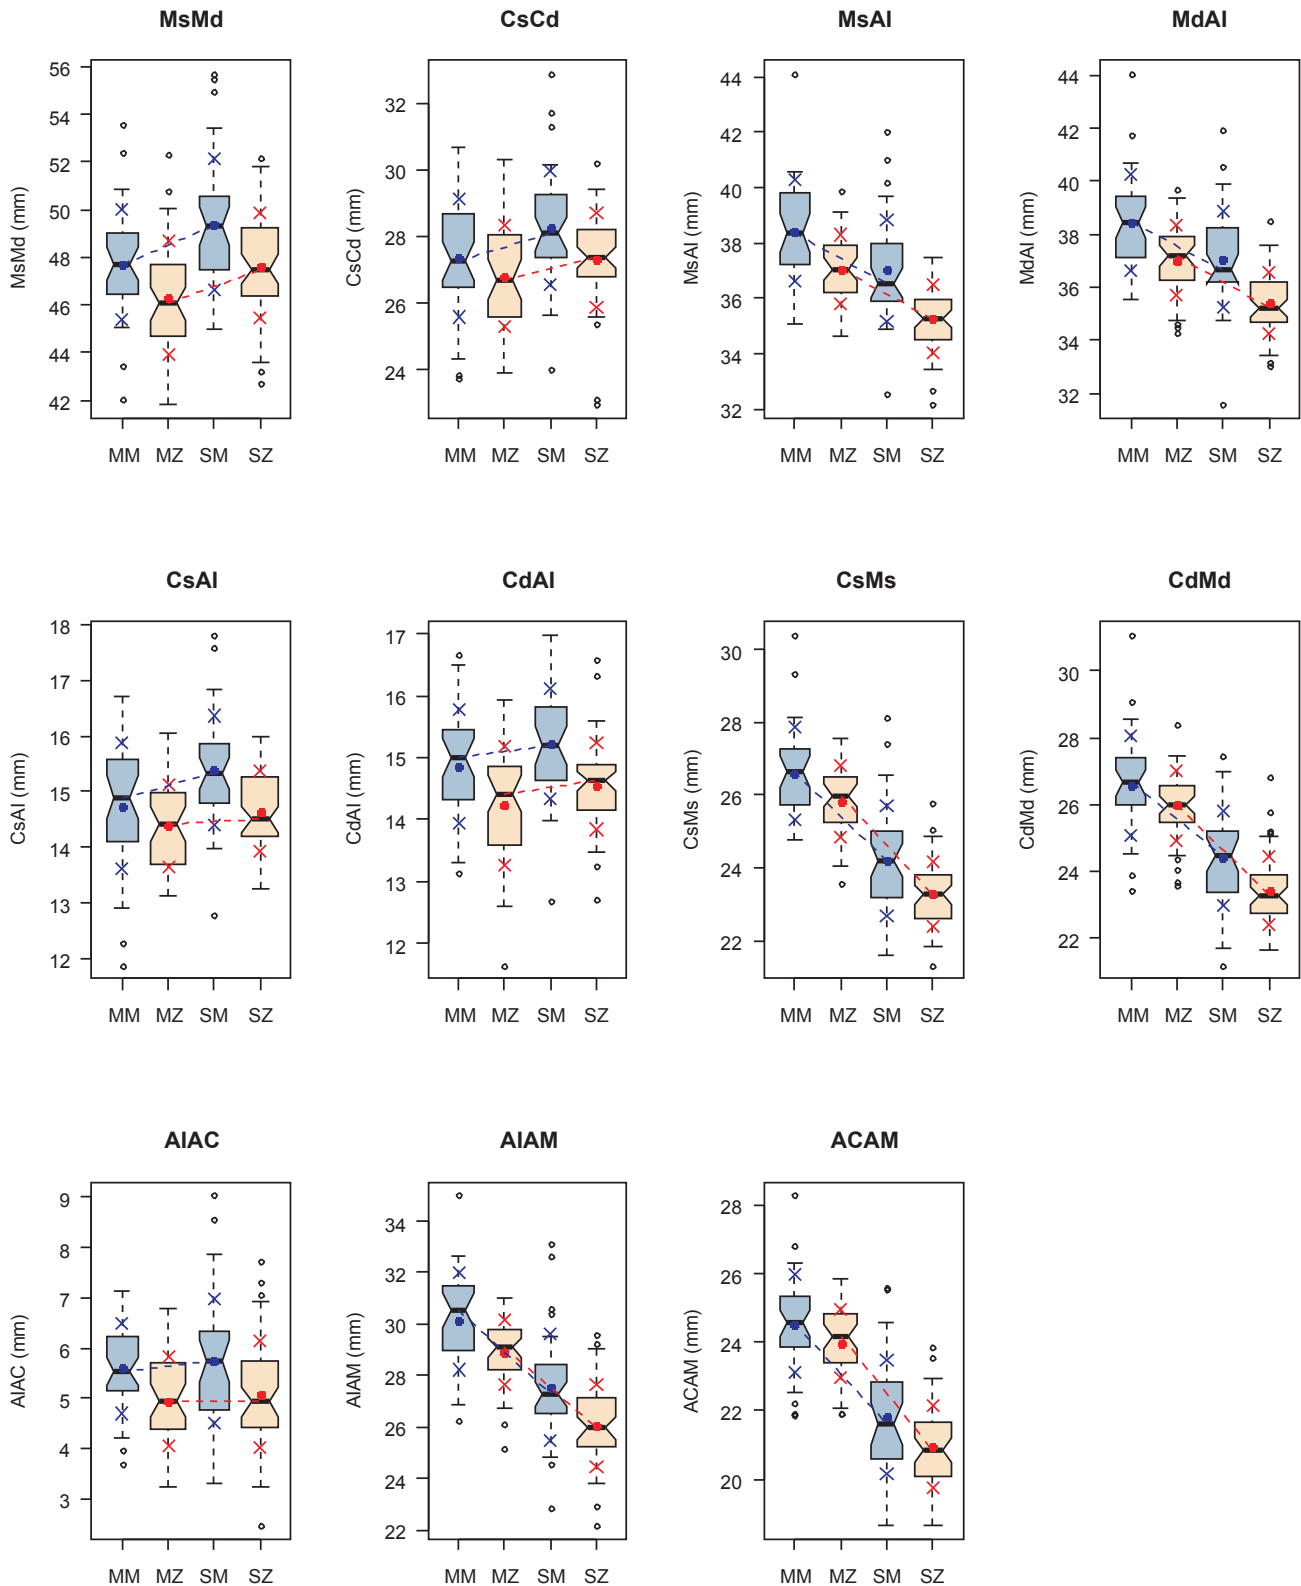 MsMd CsCd MsAl MdAl
MsMd (mm) 56 54 52 50 48 46 44 42
CsCd (mm) 32 30 28 26 24
MsAl (mm) 44 42 40 38 36 34 32
MdAl (mm) 44 42 40 38 36 34 32
MM MZ SM SZ MM MZ SM SZ MM MZ SM SZ MM MZ SM SZ
CsAl CdAl CsMs CdMd
CsAl (mm) 18 17 16 15 14 13 12
CdAl (mm) 17 16 15 14 13 12
CsMs (mm) 30 28 26 24 22
CdMd (mm) 30 28 26 24 22
MM MZ SM SZ MM MZ SM SZ MM MZ SM SZ MM MZ SM SZ
AlAC AlAM ACAM
AlAC (mm) 9 8 7 6 5 4 3
AlAM (mm) 34 32 30 28 26 24 22
ACAM (mm) 28 26 24 22 20
MM MZ SM SZ MM MZ SM SZ MM MZ SM SZ